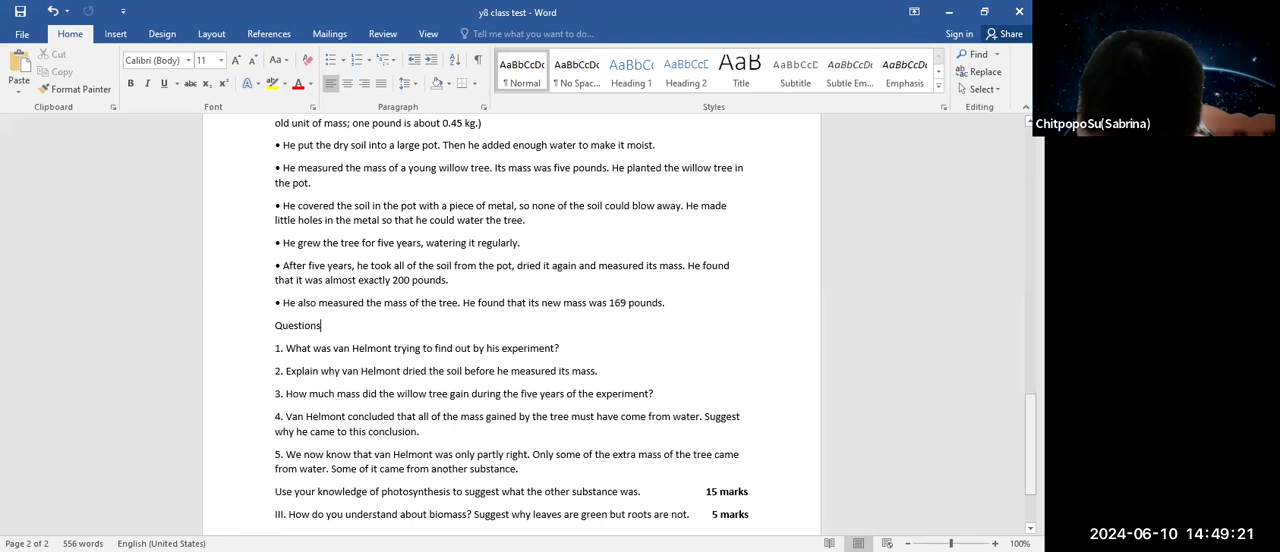 y8 class test - Word
File Home Insert Design Layout References Mailings Review View Tell me what you want to do... Sign in Share
Paste
Cut
Copy
Format Painter
Calibri (Body) 11
AaBbCcDc AaBbCcDc AaBbCc AaBbCcD AaB AaBbCcD AaBbCcDc AaBbCcDc
¶ Normal ¶ No Spac... Heading 1 Heading 2 Title Subtitle Subtle Em... Emphasis
Find
Replace
Select
Clipboard Font Paragraph Styles Editing
ChitpopoSu(Sabrina)
old unit of mass; one pound is about 0.45 kg.)
• He put the dry soil into a large pot. Then he added enough water to make it moist.
• He measured the mass of a young willow tree. Its mass was five pounds. He planted the willow tree in
the pot.
• He covered the soil in the pot with a piece of metal, so none of the soil could blow away. He made
little holes in the metal so that he could water the tree.
• He grew the tree for five years, watering it regularly.
• After five years, he took all of the soil from the pot, dried it again and measured its mass. He found
that it was almost exactly 200 pounds.
• He also measured the mass of the tree. He found that its new mass was 169 pounds.
Questions
1. What was van Helmont trying to find out by his experiment?
2. Explain why van Helmont dried the soil before he measured its mass.
3. How much mass did the willow tree gain during the five years of the experiment?
4. Van Helmont concluded that all of the mass gained by the tree must have come from water. Suggest
why he came to this conclusion.
5. We now know that van Helmont was only partly right. Only some of the extra mass of the tree came
from water. Some of it came from another substance.
Use your knowledge of photosynthesis to suggest what the other substance was. 15 marks
III. How do you understand about biomass? Suggest why leaves are green but roots are not. 5 marks
Page 2 of 2 556 words English (United States) 100%
2024-06-10 14:49:21